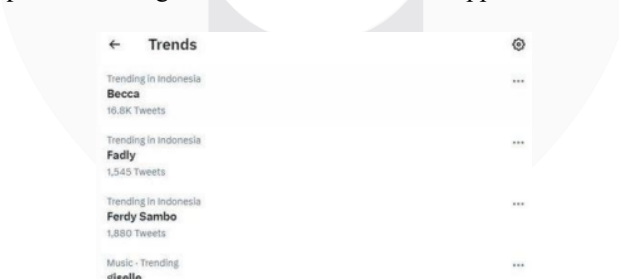 ← Trends
Trending in Indonesia
Becca
16.8K Tweets
Trending in Indonesia
Fadly
1,545 Tweets
Trending in Indonesia
Ferdy Sambo
1,880 Tweets
Music · Trending
giselle